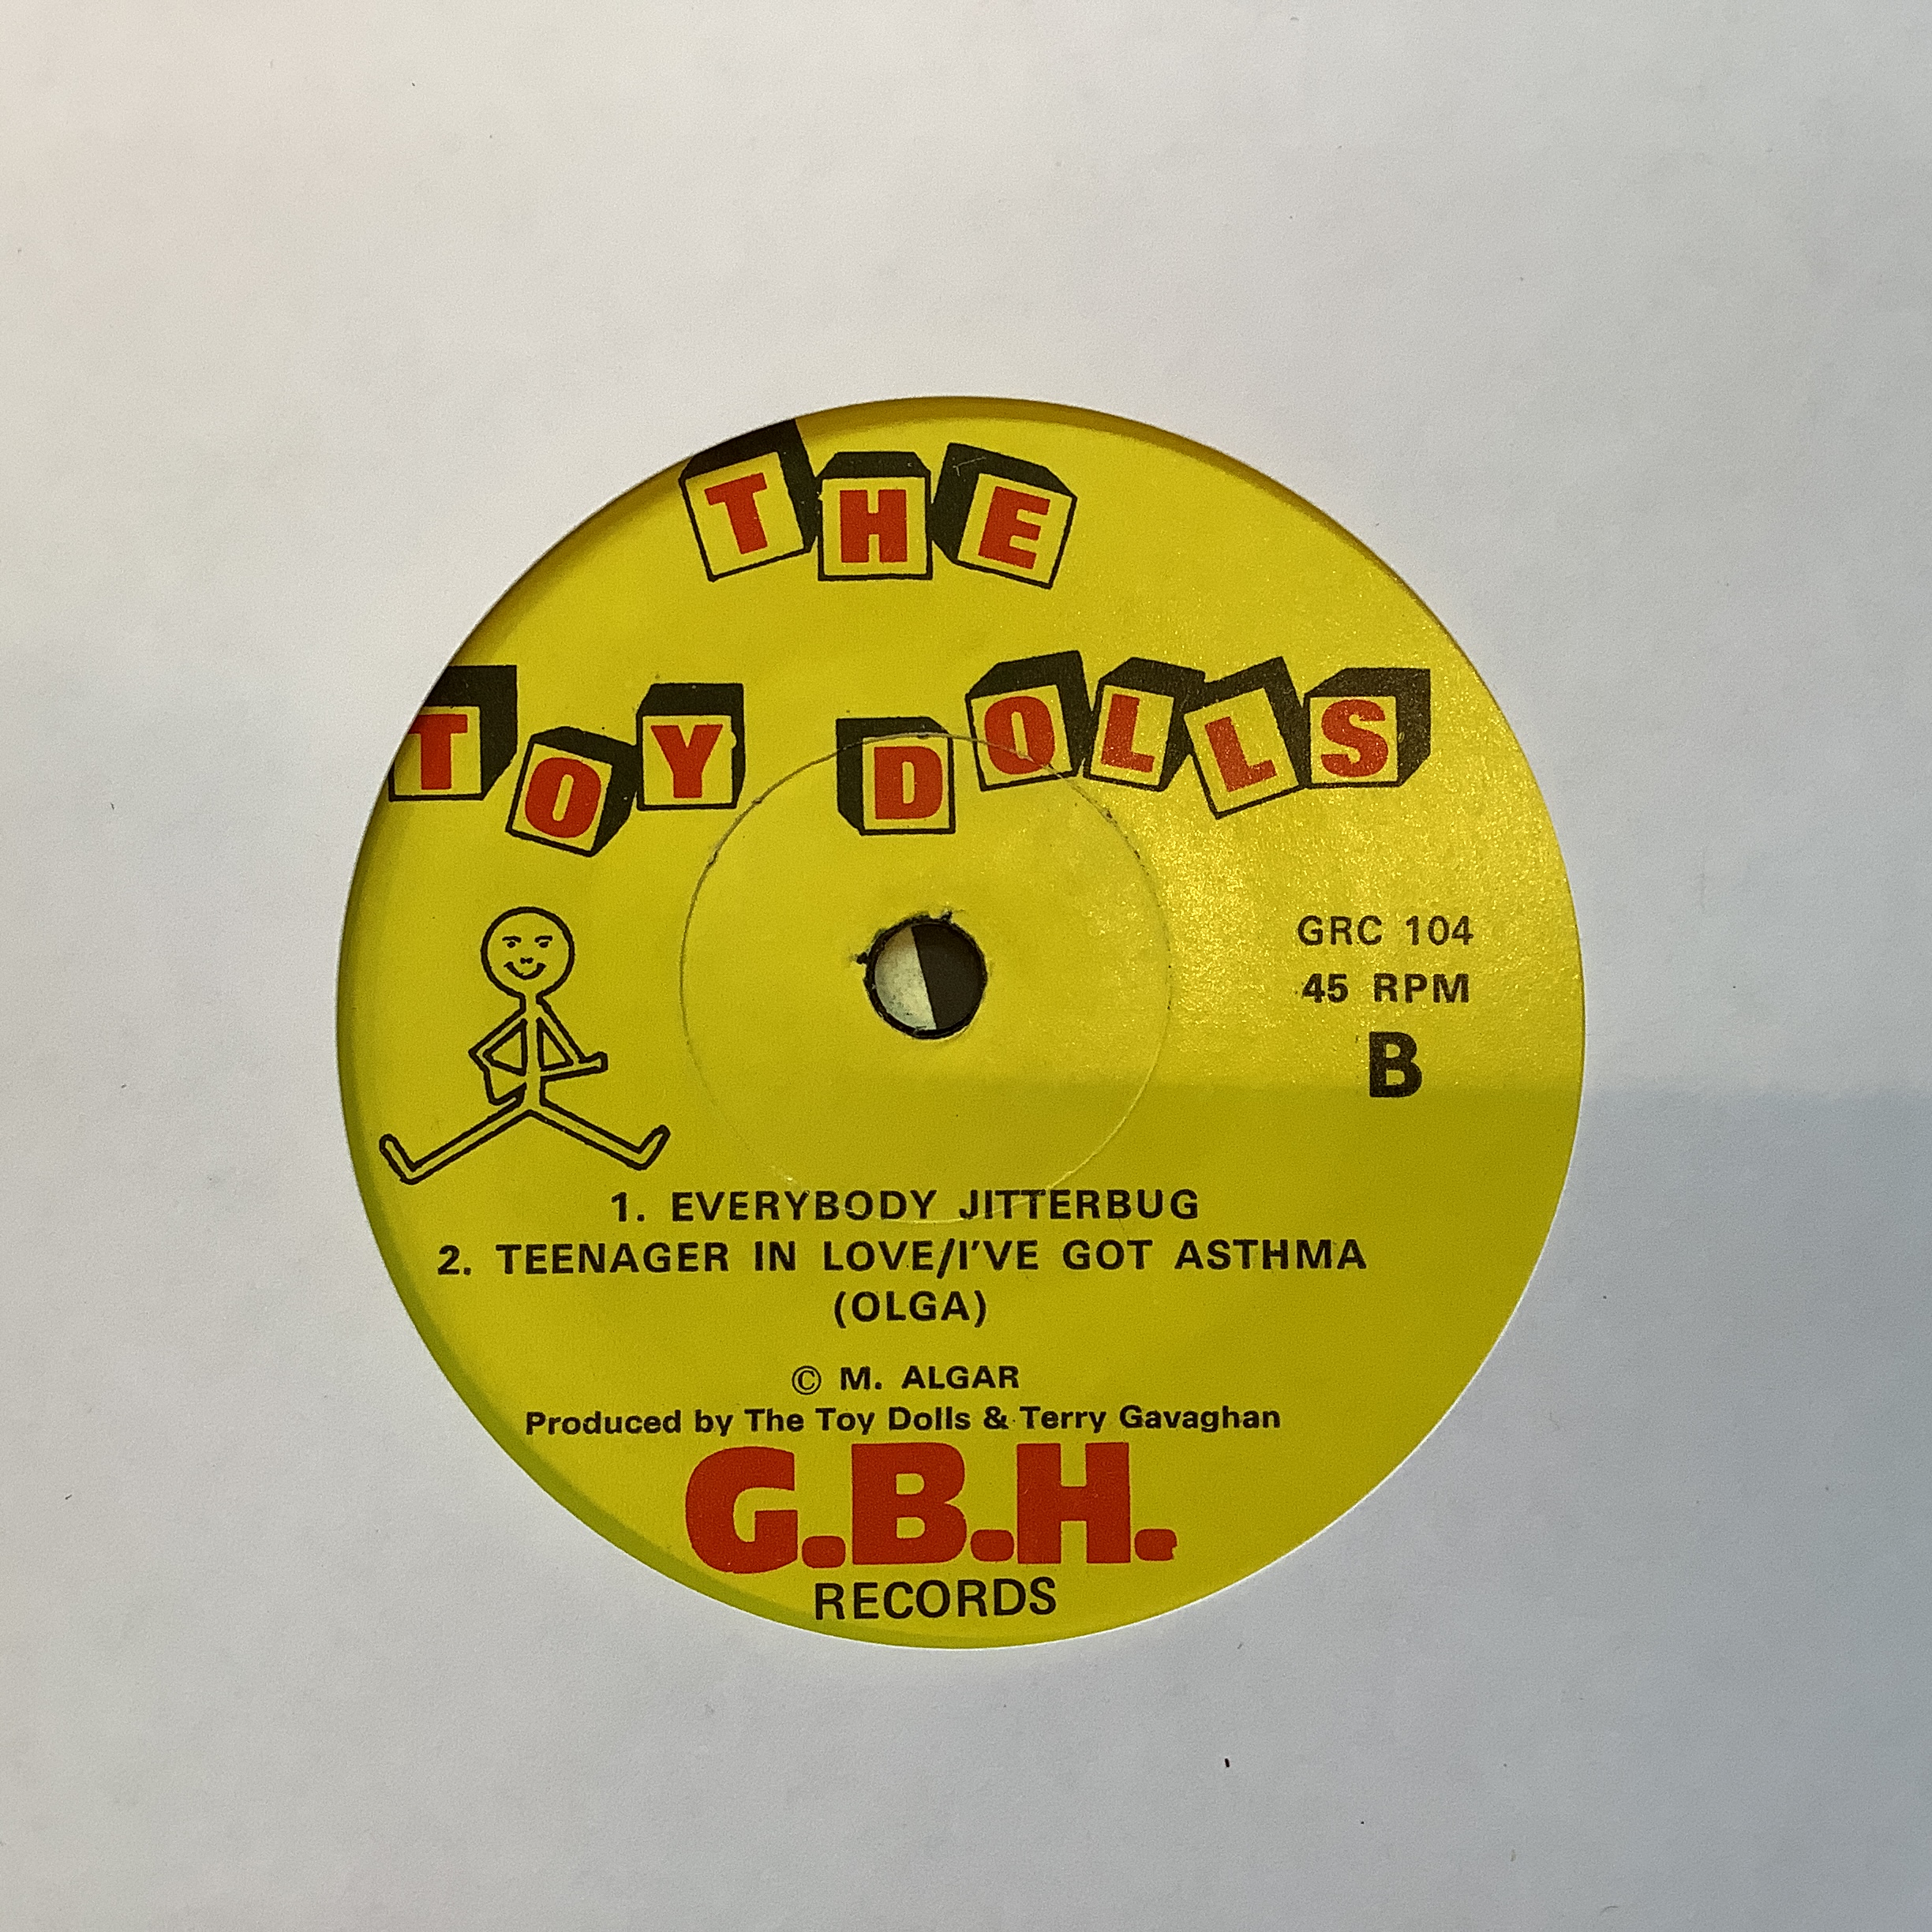 THE
TOY DOLLS
GRC 104
45 RPM
B
1. EVERYBODY JITTERBUG
2. TEENAGER IN LOVE/I'VE GOT ASTHMA
(OLGA)
© M. ALGAR
Produced by The Toy Dolls & Terry Gavaghan
G.B.H.
RECORDS